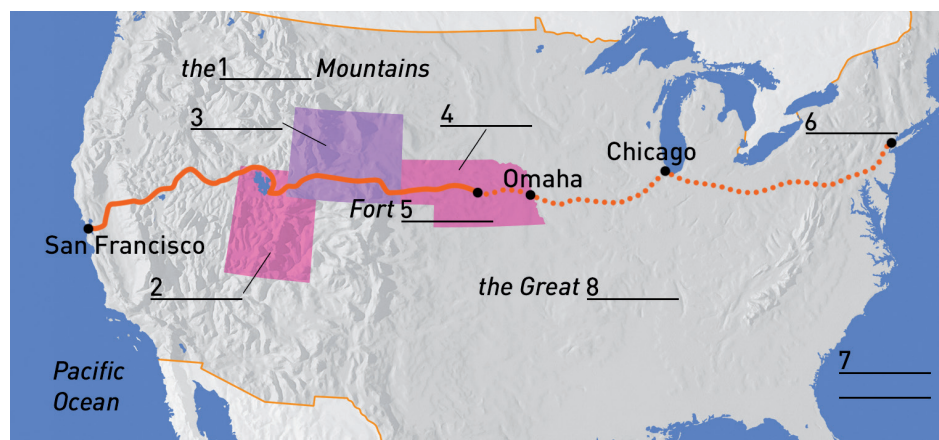 the 1 Mountains
3
4
6
Chicago
Omaha
Fort 5
San Francisco
2
the Great 8
7
Pacific
Ocean